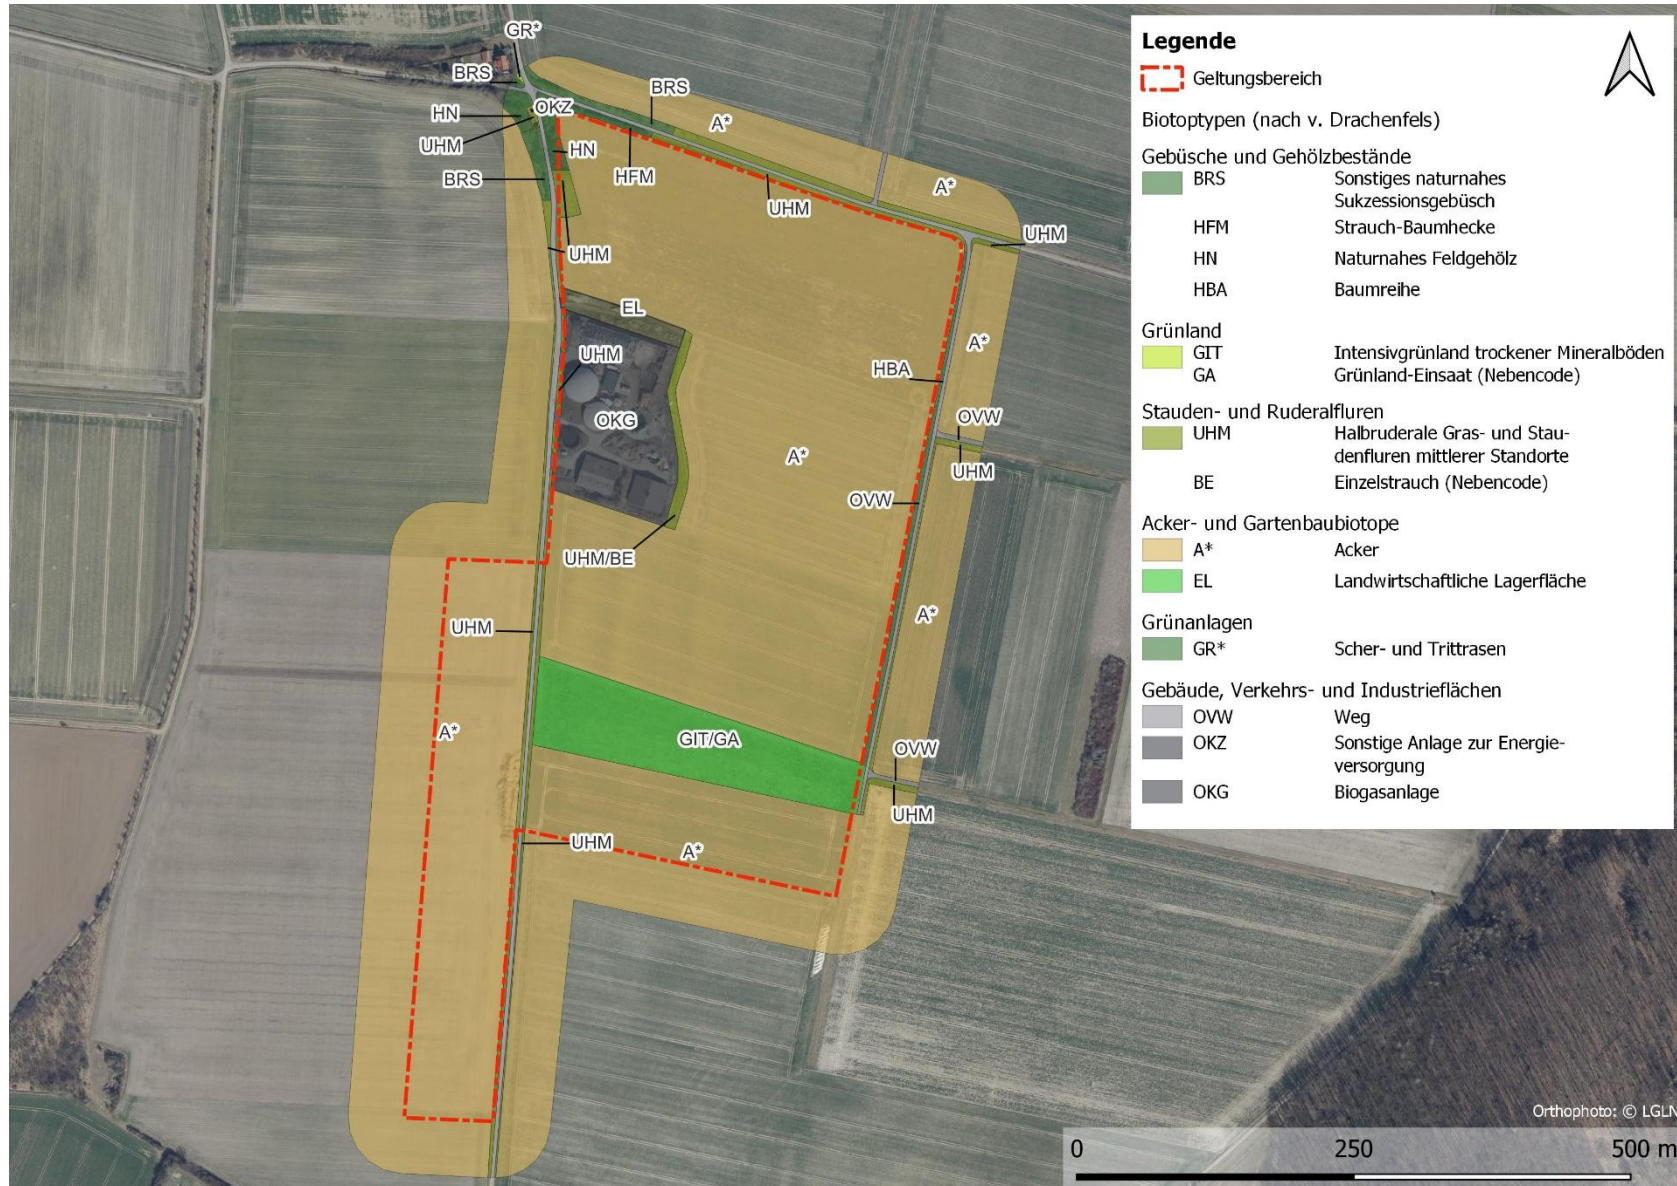 GR*
BRS
BRS
HN
OKZ
A*
UHM
HN
BRS
HFM
A*
UHM
UHM
UHM
EL
A*
UHM
HBA
OKG
OVW
A*
UHM
OVW
UHM/BE
A*
UHM
A*
GIT/GA
OVW
UHM
UHM
A*
Legende
Geltungsbereich
Biotoptypen (nach v. Drachenfels)
Gebüsche und Gehölzbestände
BRS Sonstiges naturnahes
Sukzessionsgebüsch
HFM Strauch-Baumhecke
HN Naturnahes Feldgehölz
HBA Baumreihe
Grünland
GIT Intensivgrünland trockener Mineralböden
GA Grünland-Einsaat (Nebencode)
Stauden- und Ruderalfluren
UHM Halbruderale Gras- und Stau-
denfluren mittlerer Standorte
BE Einzelstrauch (Nebencode)
Acker- und Gartenbaubiotope
A* Acker
EL Landwirtschaftliche Lagerfläche
Grünanlagen
GR* Scher- und Trittrasen
Gebäude, Verkehrs- und Industrieflächen
OVW Weg
OKZ Sonstige Anlage zur Energie-
versorgung
OKG Biogasanlage
Orthophoto: © LGLN
0 250 500 m